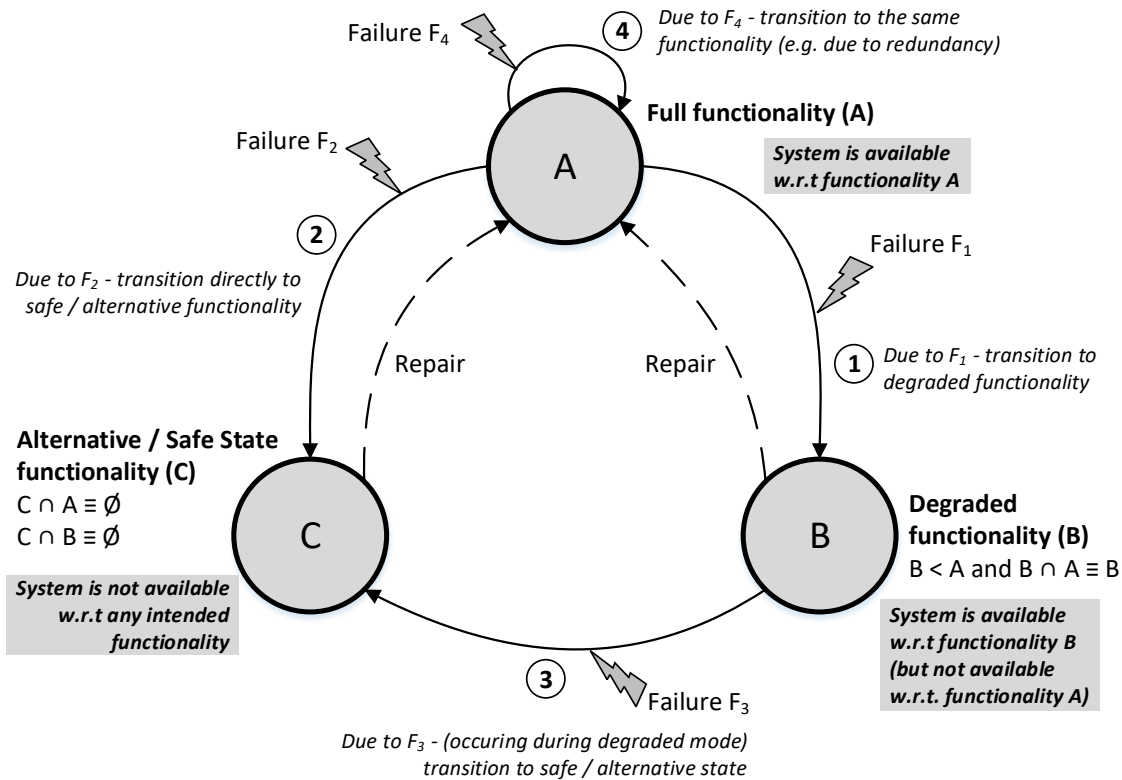 Failure F₄
4
Due to F₄ - transition to the same
functionality (e.g. due to redundancy)
A
Full functionality (A)
System is available
w.r.t functionality A
Failure F₂
2
Due to F₂ - transition directly to
safe / alternative functionality
Failure F₁
1
Due to F₁ - transition to
degraded functionality
Repair
Repair
Alternative / Safe State
functionality (C)
C ∩ A ≡ Ø
C ∩ B ≡ Ø
System is not available
w.r.t any intended
functionality
C
B
Degraded
functionality (B)
B < A and B ∩ A ≡ B
System is available
w.r.t functionality B
(but not available
w.r.t. functionality A)
3
Failure F₃
Due to F₃ - (occuring during degraded mode)
transition to safe / alternative state